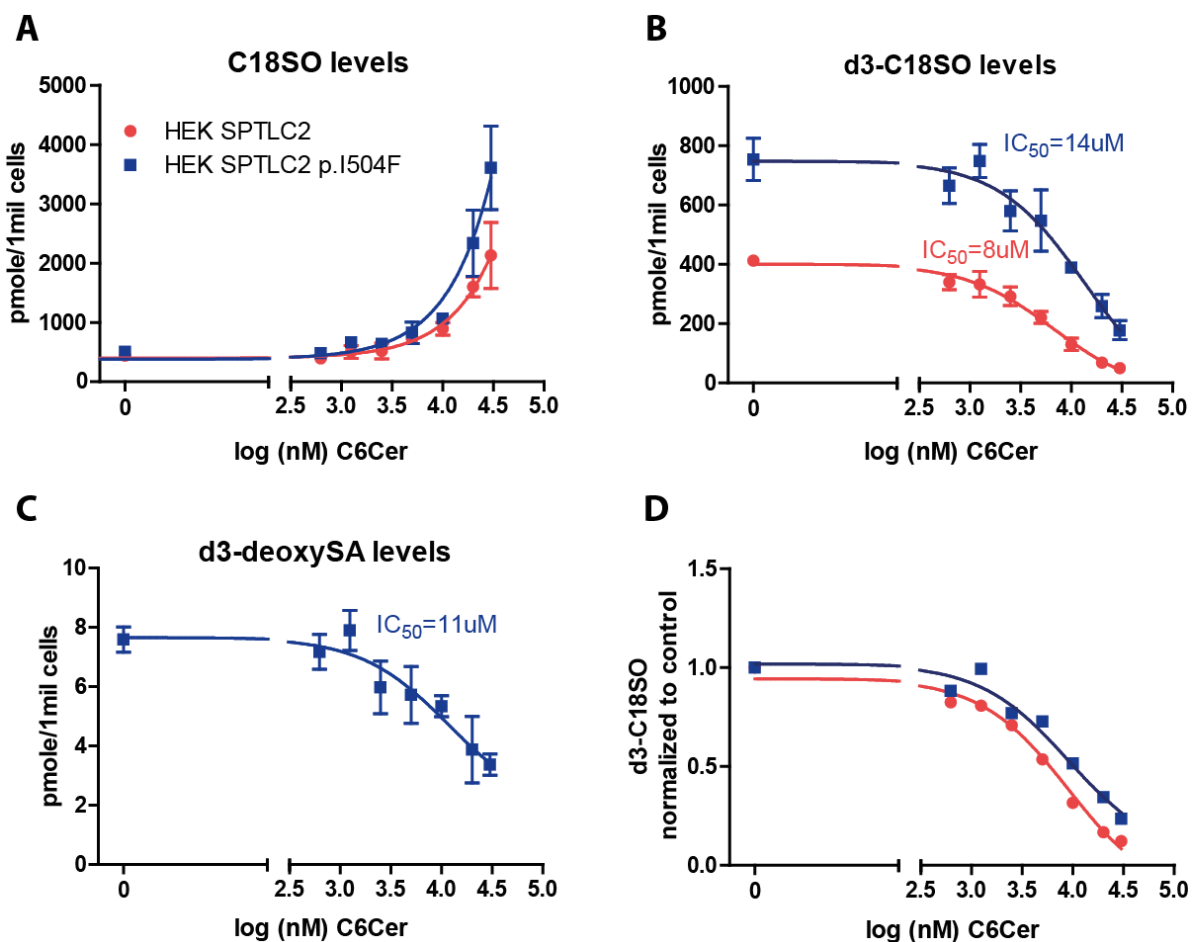 A
C18SO levels
5000
4000
3000
2000
1000
0
pmole/1mil cells
HEK SPTLC2
HEK SPTLC2 p.I504F
0
2.5
3.0
3.5
4.0
4.5
5.0
log (nM) C6Cer
B
d3-C18SO levels
1000
800
600
400
200
0
pmole/1mil cells
IC50=14uM
IC50=8uM
0
2.5
3.0
3.5
4.0
4.5
5.0
log (nM) C6Cer
C
d3-deoxySA levels
10
8
6
4
2
0
pmole/1mil cells
IC50=11uM
0
2.5
3.0
3.5
4.0
4.5
5.0
log (nM) C6Cer
D
1.5
1.0
0.5
0.0
d3-C18SO
normalized to control
0
2.5
3.0
3.5
4.0
4.5
5.0
log (nM) C6Cer